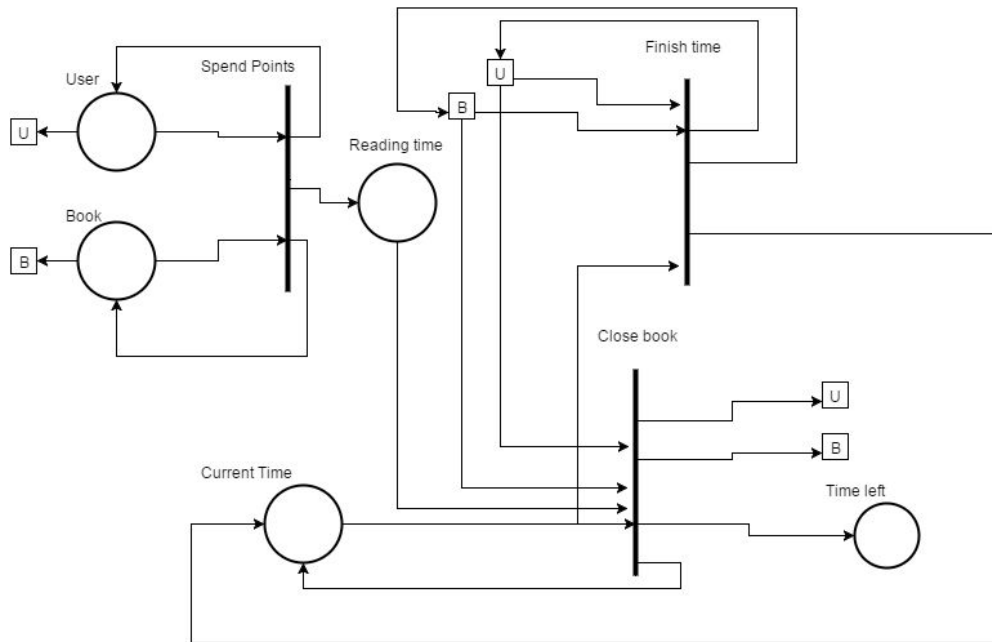 Finish time
Spend Points
User
U
B
U
Reading time
Book
B
Close book
U
B
Current Time
Time left